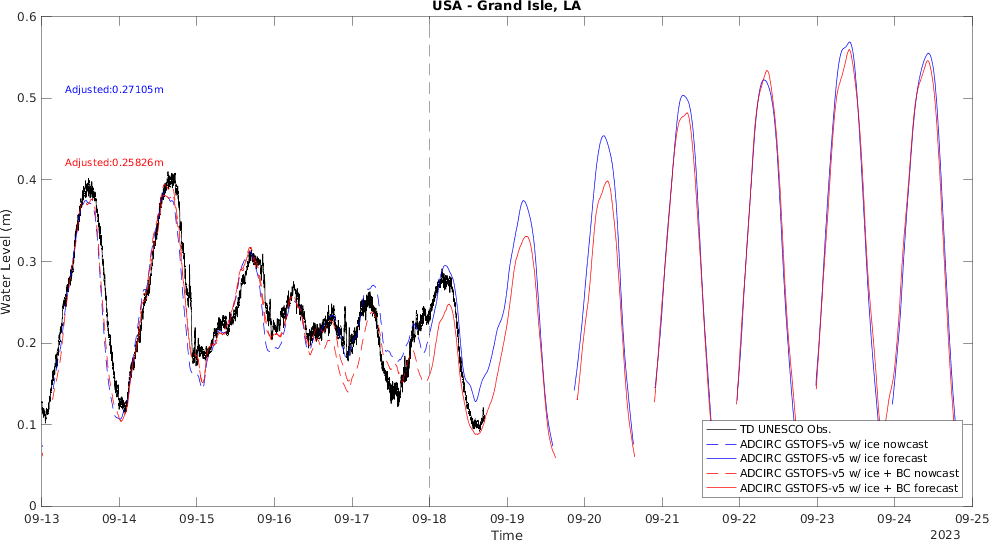 USA - Grand Isle, LA
0.6
0.5
0.4
0.3
0.2
0.1
0
Water Level (m)
Adjusted:0.27105m
Adjusted:0.25826m
TD UNESCO Obs.
ADCIRC GSTOFS-v5 w/ ice nowcast
ADCIRC GSTOFS-v5 w/ ice forecast
ADCIRC GSTOFS-v5 w/ ice + BC nowcast
ADCIRC GSTOFS-v5 w/ ice + BC forecast
09-13 09-14 09-15 09-16 09-17 09-18 09-19 09-20 09-21 09-22 09-23 09-24 09-25
Time
2023